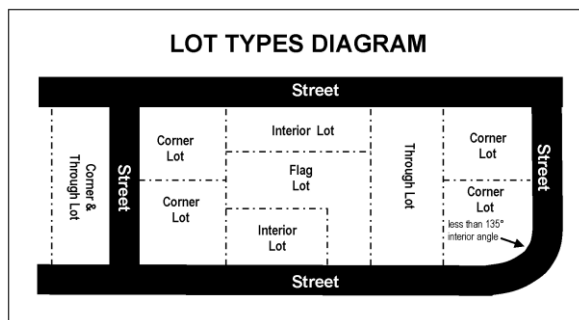 LOT TYPES DIAGRAM
Street
Corner &
Through Lot
Street
Corner
Lot
Corner
Lot
Interior Lot
Flag
Lot
Interior
Lot
Through Lot
Corner
Lot
Corner
Lot
less than 135°
interior angle
Street
Street